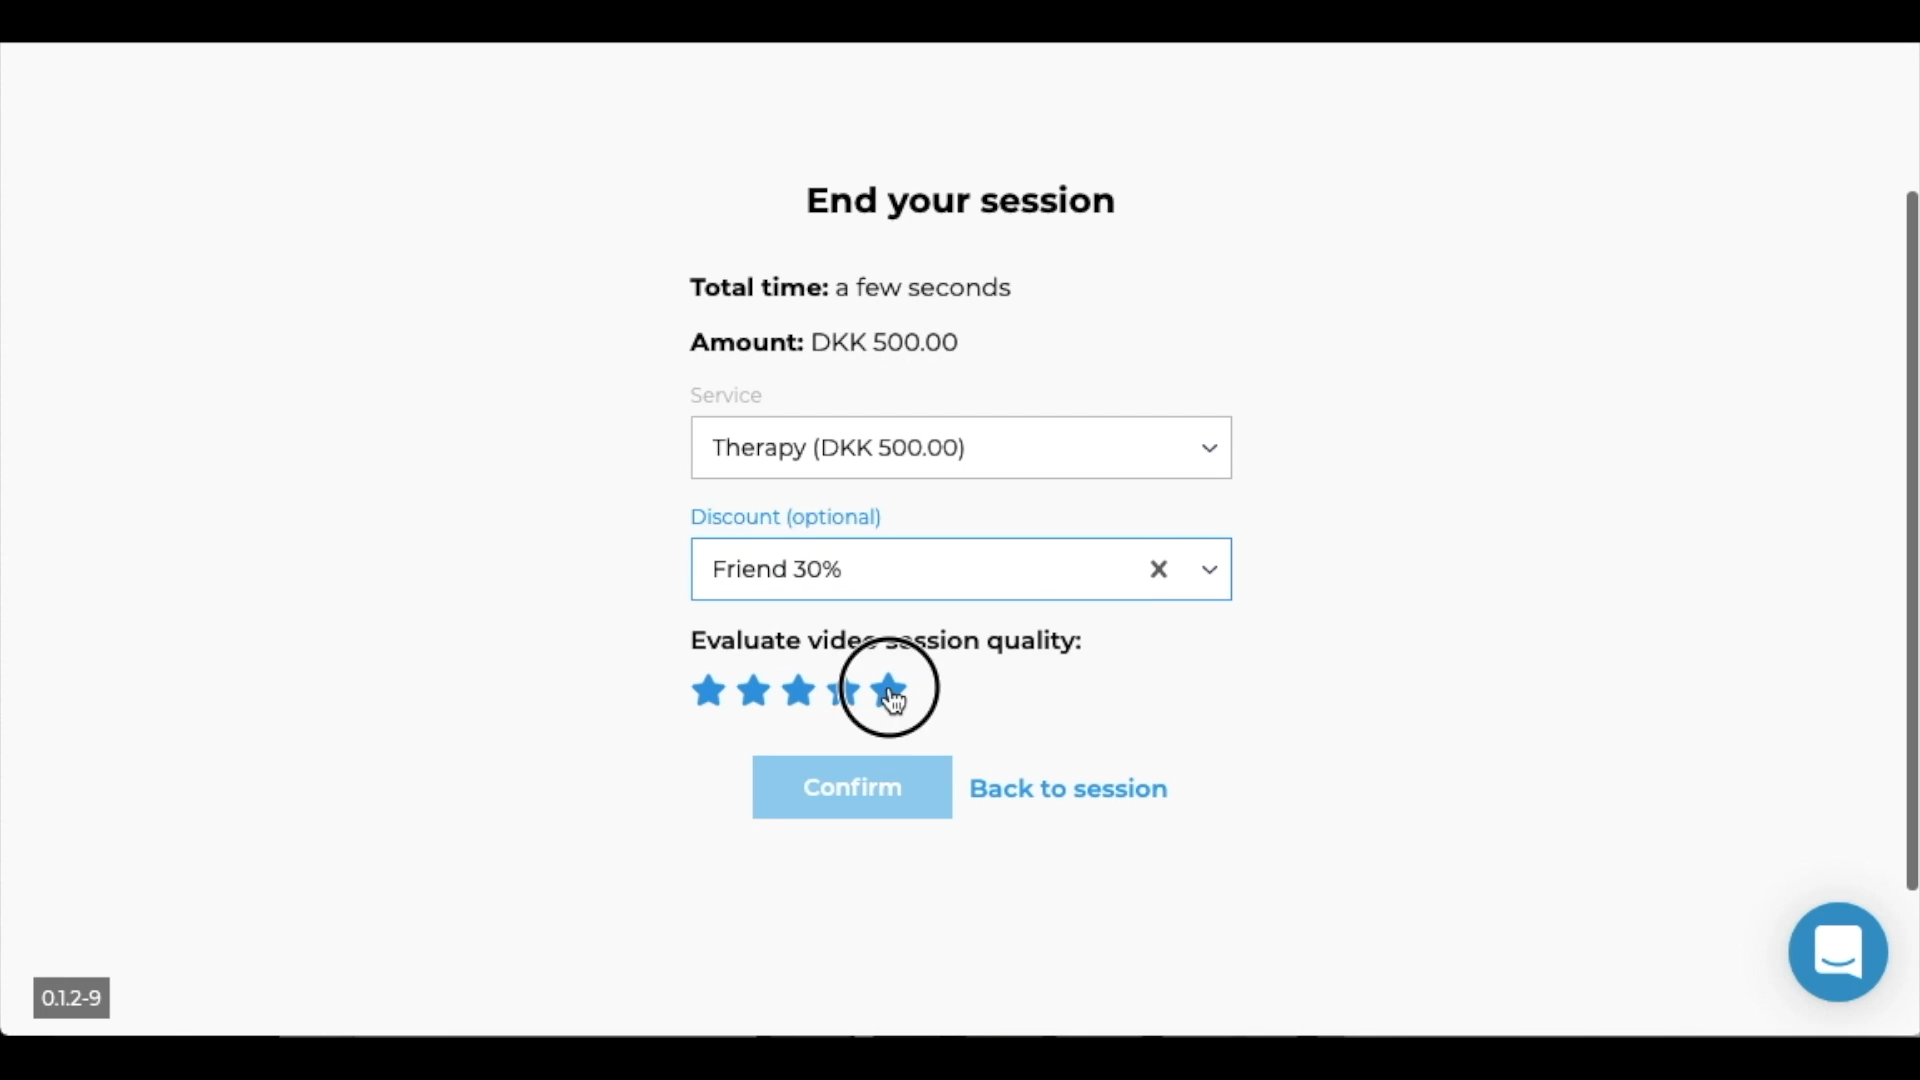 End your session
Total time: a few seconds
Amount: DKK 500.00
Service
Therapy (DKK 500.00)
Discount (optional)
Friend 30%
Evaluate video session quality:
Confirm Back to session
0.1.2-9